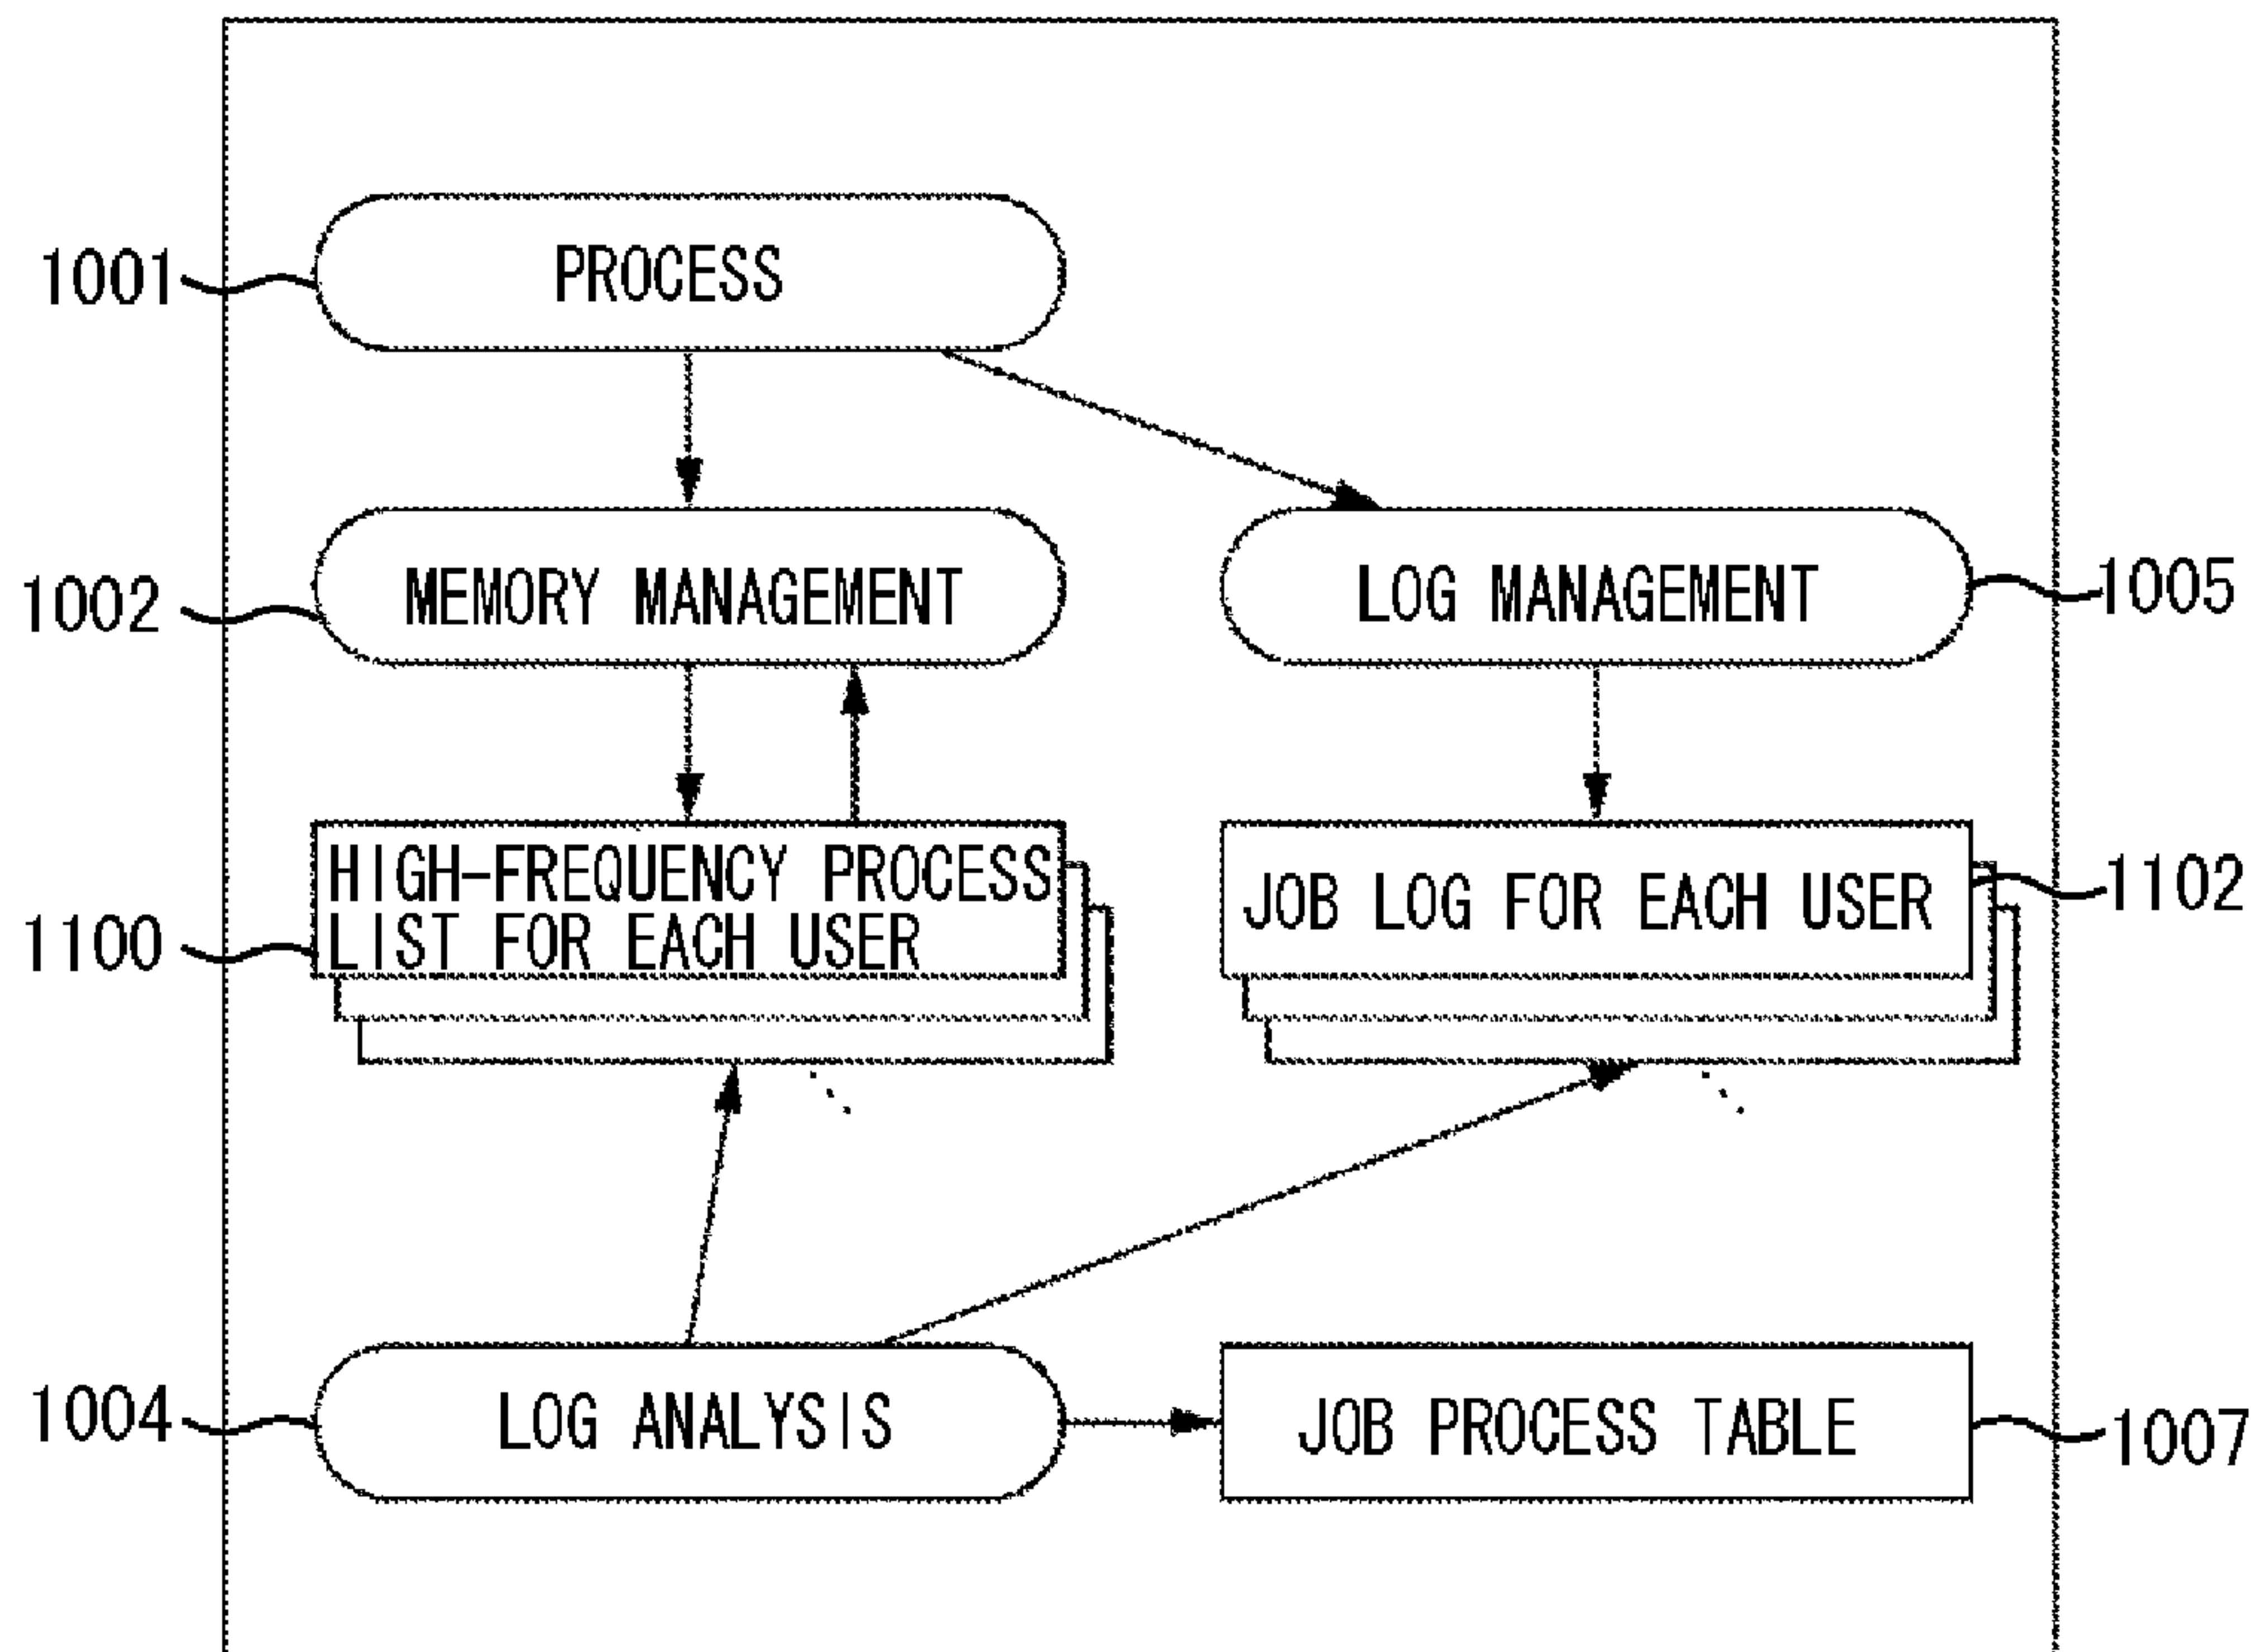 1001
PROCESS
1002
MEMORY MANAGEMENT
LOG MANAGEMENT
1005
HIGH-FREQUENCY PROCESS
LIST FOR EACH USER
1100
JOB LOG FOR EACH USER
1102
1004
LOG ANALYSIS
JOB PROCESS TABLE
1007